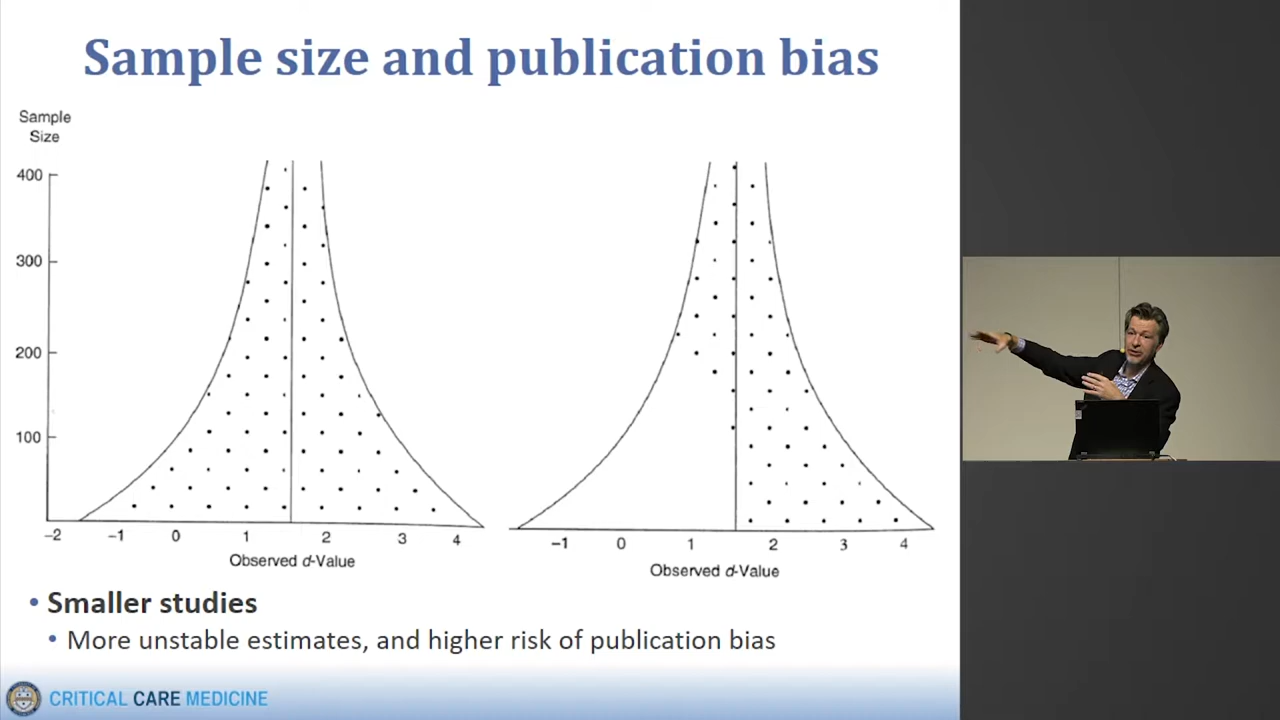 Sample size and publication bias
Sample
Size
400
300
200
100
−2 −1 0 1 2 3 4
Observed d-Value
−1 0 1 2 3 4
Observed d-Value
• Smaller studies
• More unstable estimates, and higher risk of publication bias
CRITICAL CARE MEDICINE